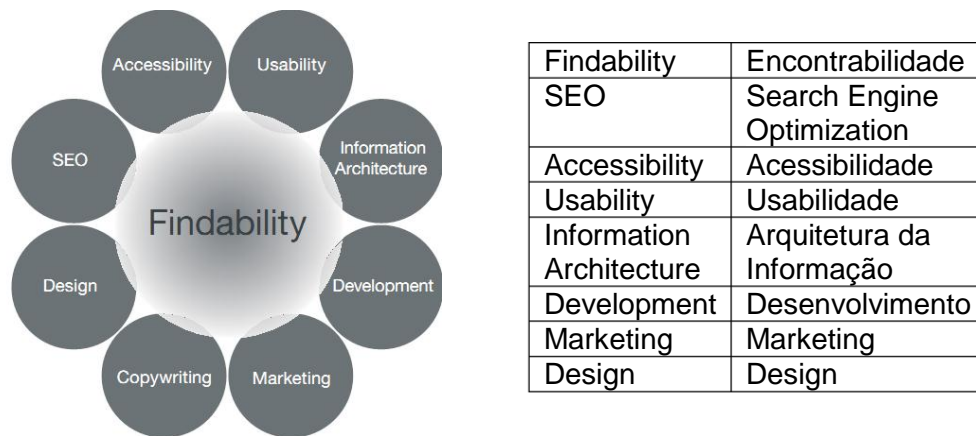 Accessibility
Usability
SEO
Information
Architecture
Findability
Design
Development
Copywriting
Marketing
Findability Encontrabilidade
SEO Search Engine
Optimization
Accessibility Acessibilidade
Usability Usabilidade
Information Arquitetura da
Architecture Informação
Development Desenvolvimento
Marketing Marketing
Design Design